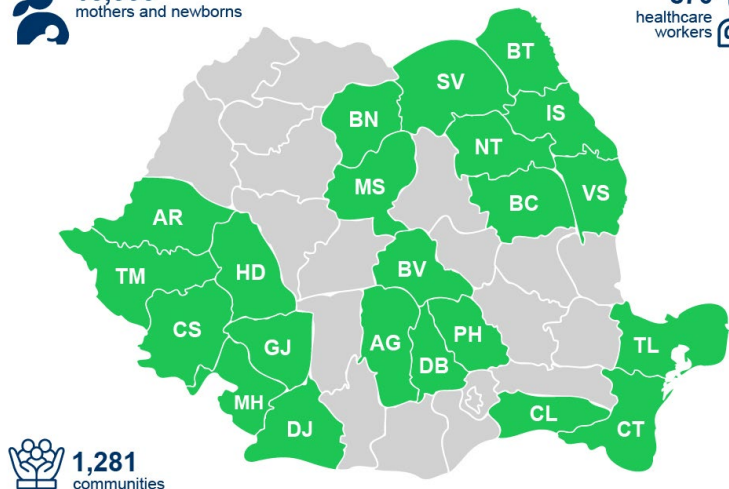 mothers and newborns
healthcare
workers
BT
SV
IS
BN
NT
MS
VS
BC
AR
BV
TM
HD
CS
GJ
AG
PH
DB
TL
MH
DJ
CL
CT
1,281
communities